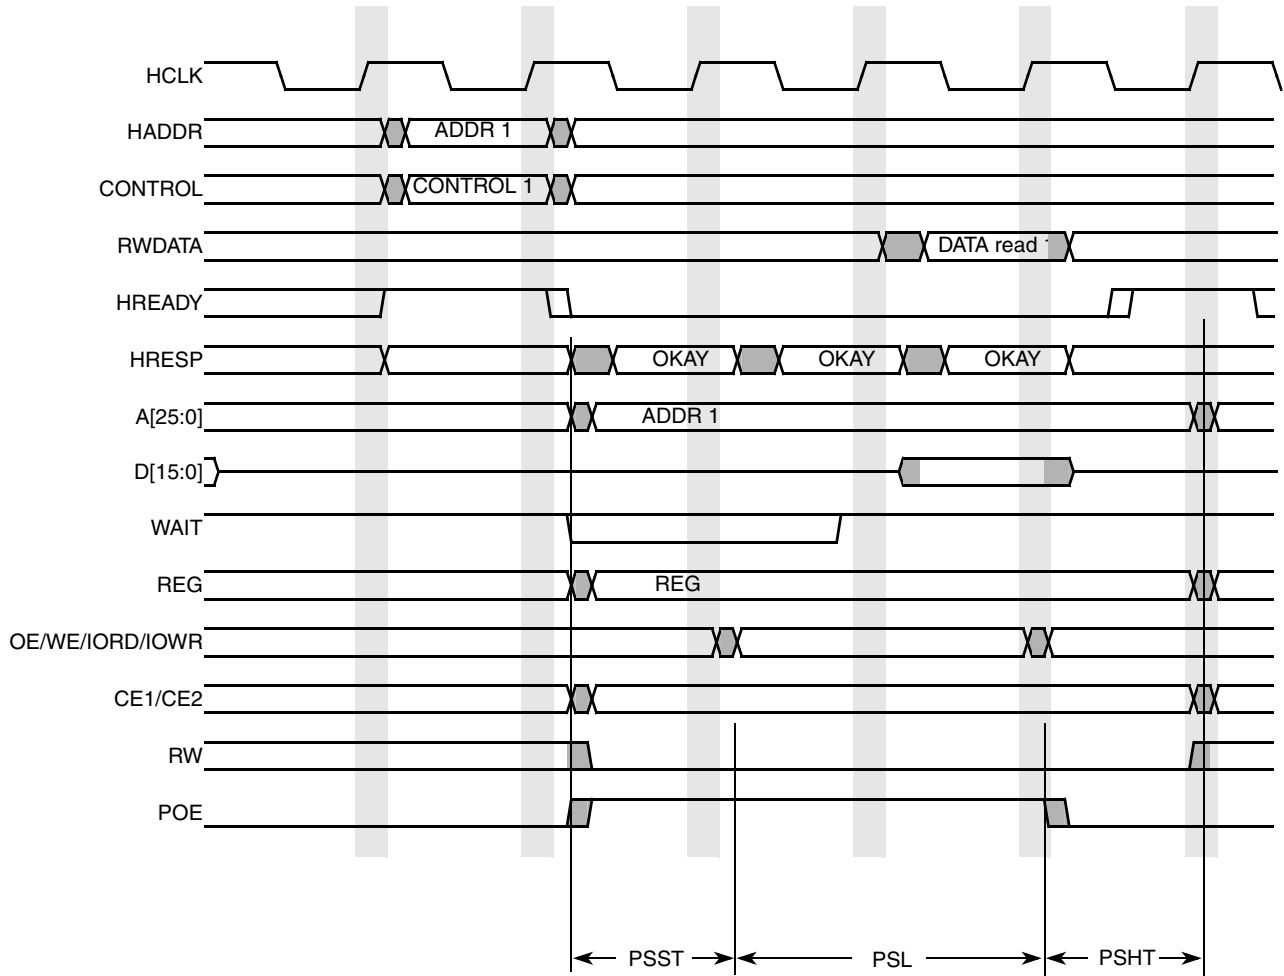 HCLK
HADDR
ADDR 1
CONTROL
CONTROL 1
RWDATA
DATA read 1
HREADY
HRESP
OKAY
OKAY
OKAY
A[25:0]
ADDR 1
D[15:0]
WAIT
REG
REG
OE/WE/IORD/IOWR
CE1/CE2
RW
POE
PSST
PSL
PSHT